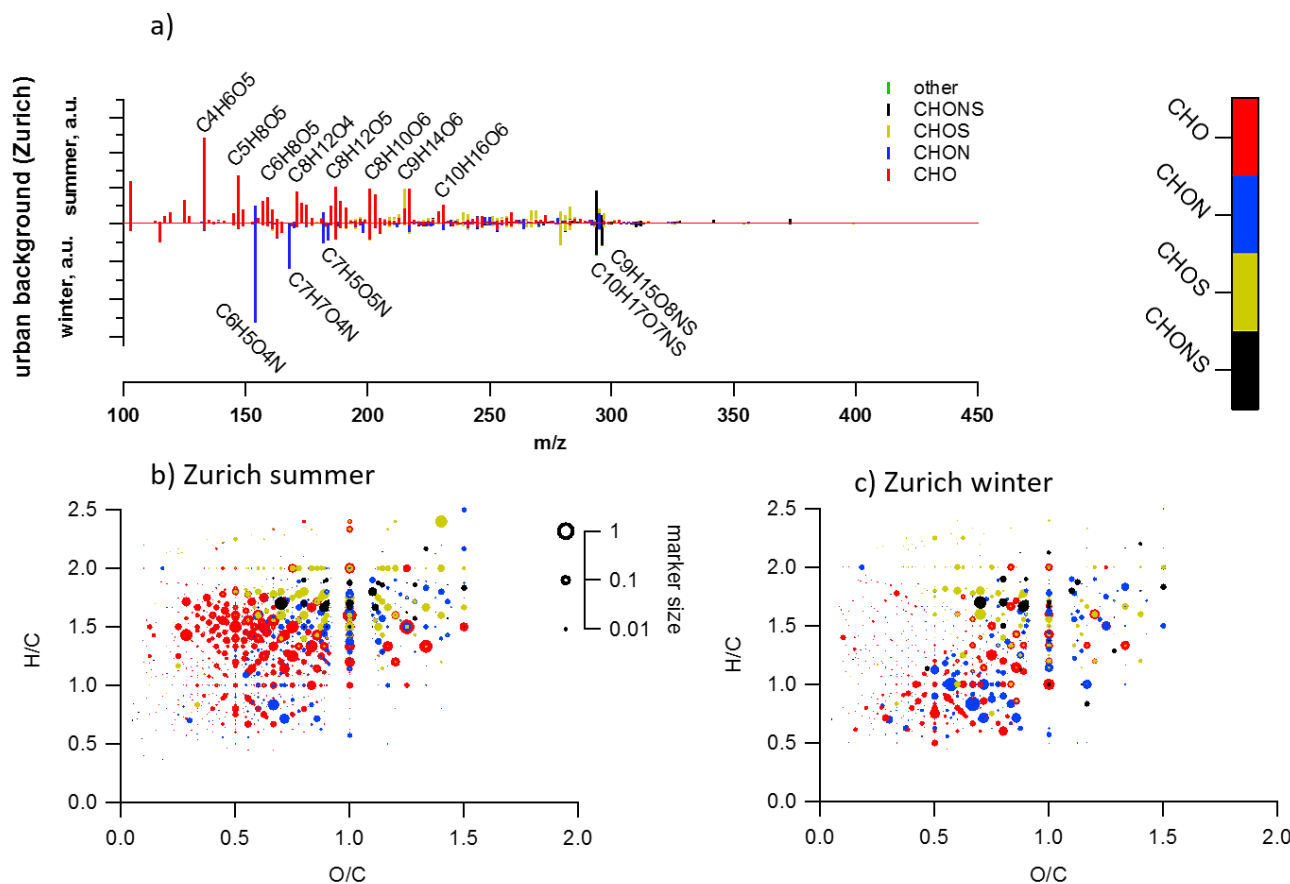 a)
urban background (Zurich)
winter, a.u. summer, a.u.
C4H6O5
C5H8O5
C6H8O5
C8H12O4
C8H12O5
C8H10O6
C9H14O6
C10H16O6
C6H5O4N
C7H7O4N
C7H5O5N
C9H15O8NS
C10H17O7NS
other
CHONS
CHOS
CHON
CHO
100 150 200 250 300 350 400 450
m/z
CHO
CHON
CHOS
CHONS
b) Zurich summer
2.5
2.0
1.5
1.0
0.5
0.0
H/C
0.0 0.5 1.0 1.5 2.0
O/C
1
0.1
0.01
marker size
c) Zurich winter
2.5
2.0
1.5
1.0
0.5
0.0
H/C
0.0 0.5 1.0 1.5 2.0
O/C